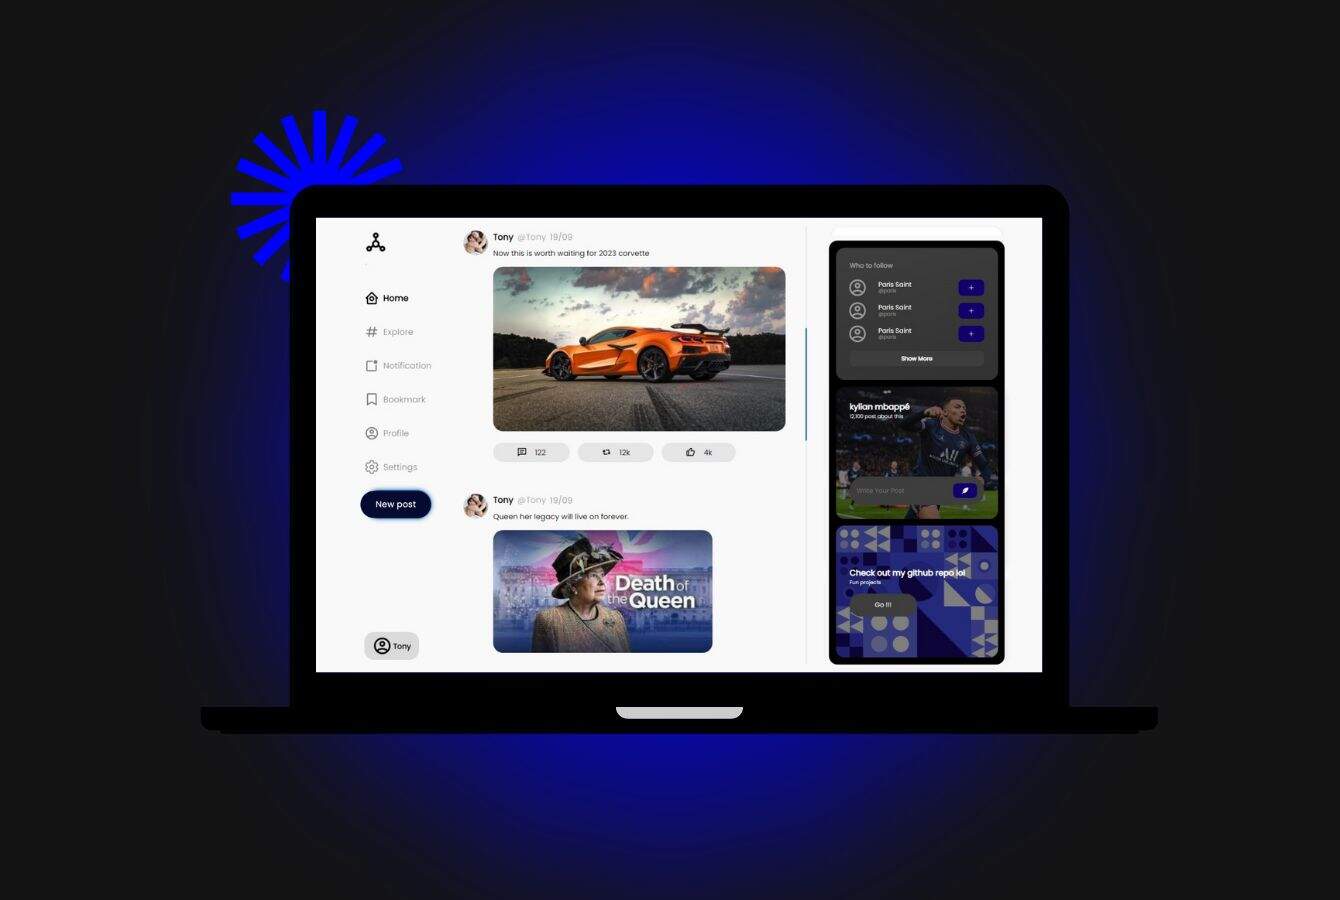 Home
Explore
Notification
Bookmark
Profile
Settings
New post
Tony
Tony @Tony 19/09
Now this is worth waiting for 2023 corvette
122
12k
4k
Tony @Tony 19/09
Queen her legacy will live on forever.
Death of
the Queen
Who to follow
Paris Saint
@paris
+
Paris Saint
@paris
+
Paris Saint
@paris
+
Show More
kylian mbappé
12,100 post about this
Write Your Post
Check out my github repo lol
Fun projects
Go !!!